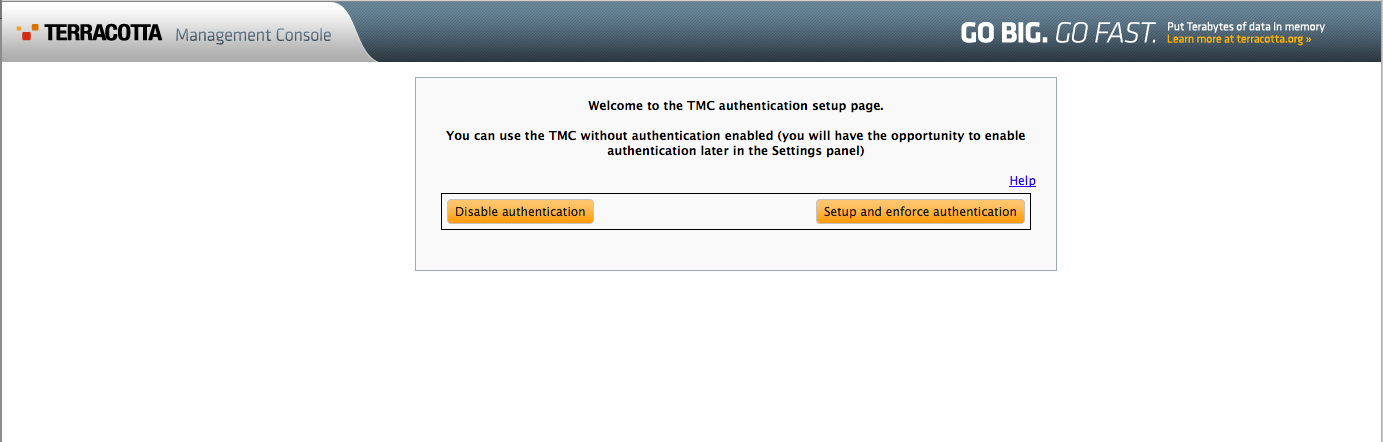 TERRACOTTA Management Console
GO BIG. GO FAST.
Put Terabytes of data in memory
Learn more at terracotta.org »
Welcome to the TMC authentication setup page.
You can use the TMC without authentication enabled (you will have the opportunity to enable
authentication later in the Settings panel)
Help
Disable authentication
Setup and enforce authentication